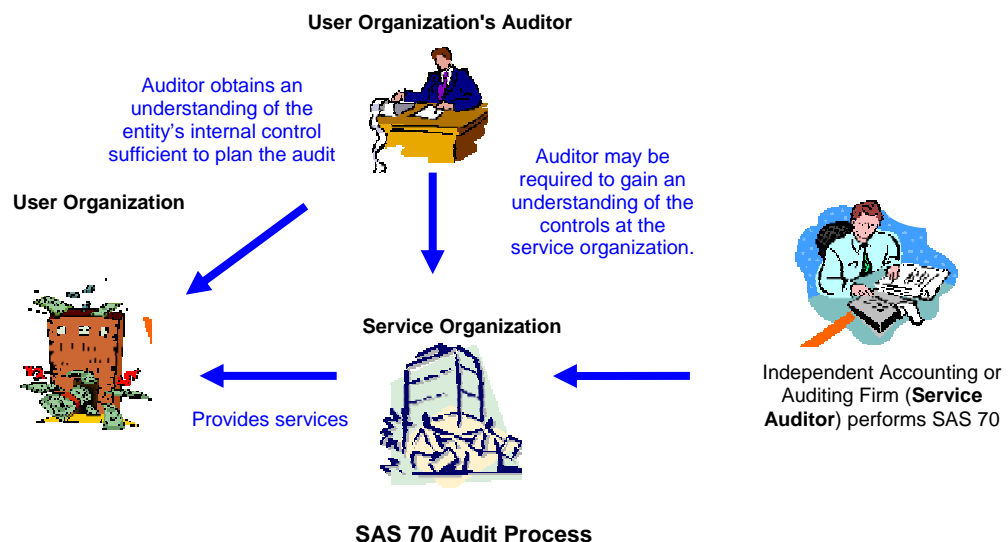 User Organization's Auditor
Auditor obtains an
understanding of the
entity’s internal control
sufficient to plan the audit
Auditor may be
required to gain an
understanding of the
controls at the
service organization.
User Organization
Service Organization
Provides services
Independent Accounting or
Auditing Firm (Service
Auditor) performs SAS 70
SAS 70 Audit Process